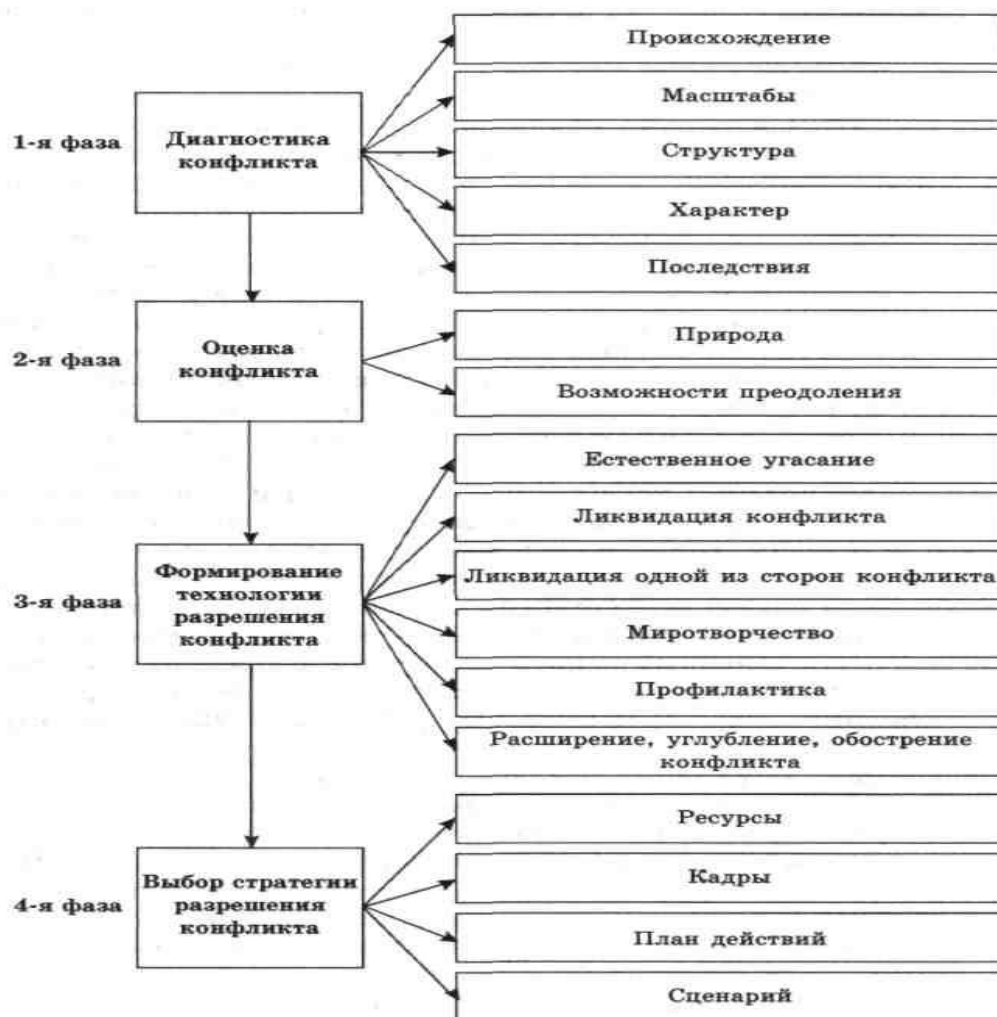 1-я фаза
Диагностика
конфликта
Происхождение
Масштабы
Структура
Характер
Последствия
2-я фаза
Оценка
конфликта
Природа
Возможности преодоления
3-я фаза
Формирование
технологии
разрешения
конфликта
Естественное угасание
Ликвидация конфликта
Ликвидация одной из сторон конфликта
Миротворчество
Профилактика
Расширение, углубление, обострение
конфликта
4-я фаза
Выбор стратегии
разрешения
конфликта
Ресурсы
Кадры
План действий
Сценарий